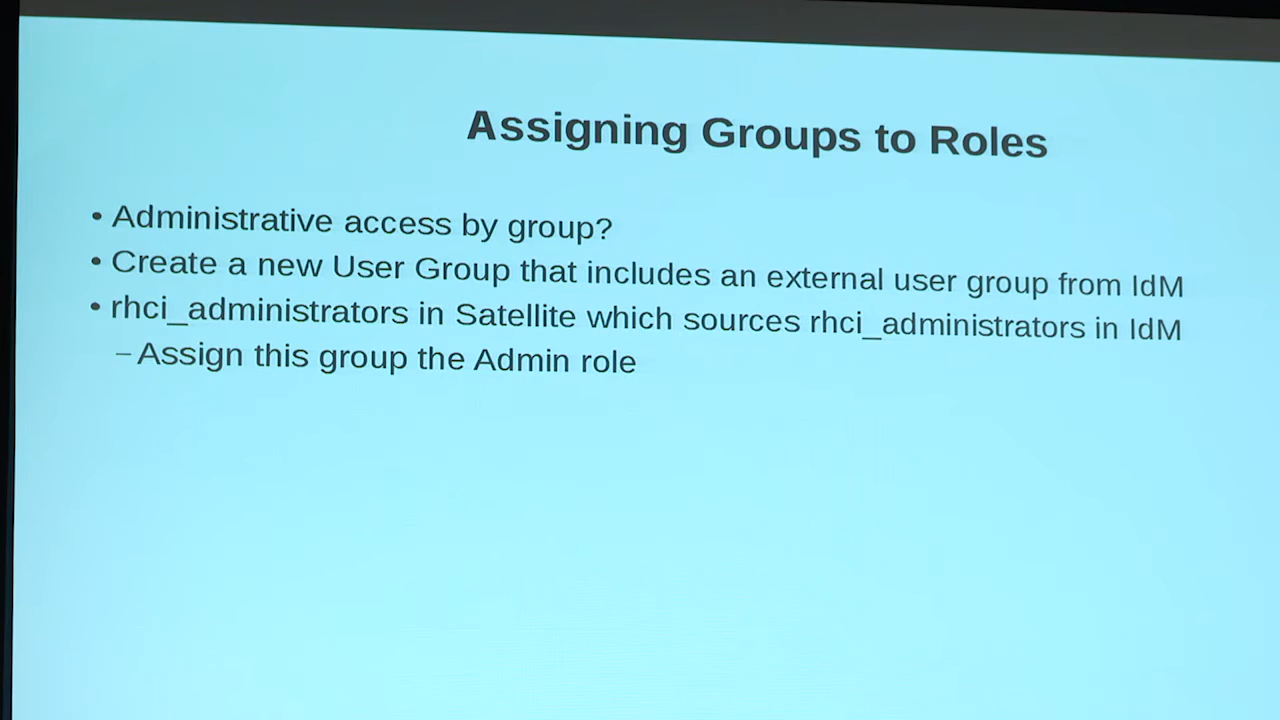 Assigning Groups to Roles
• Administrative access by group?
• Create a new User Group that includes an external user group from IdM
• rhci_administrators in Satellite which sources rhci_administrators in IdM
– Assign this group the Admin role